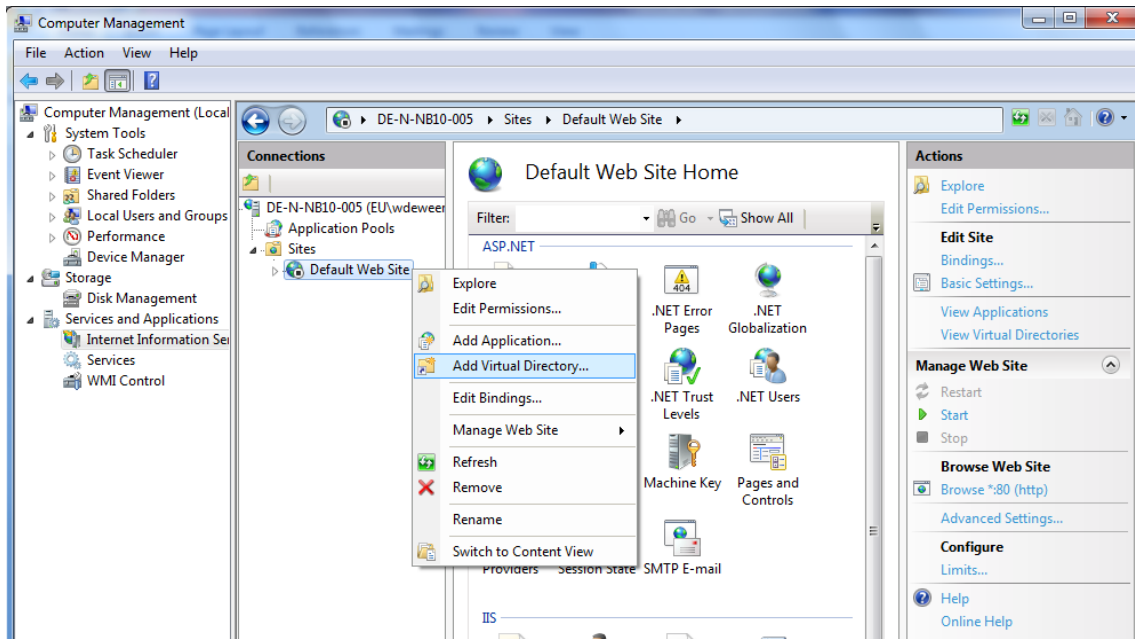 Computer Management
File Action View Help
Computer Management (Local
System Tools
Task Scheduler
Event Viewer
Shared Folders
Local Users and Groups
Performance
Device Manager
Storage
Disk Management
Services and Applications
Internet Information Ser
Services
WMI Control
DE-N-NB10-005 Sites Default Web Site
Connections
DE-N-NB10-005 (EU\wdeweer
Application Pools
Sites
Default Web Site
Explore
Edit Permissions...
Add Application...
Add Virtual Directory...
Edit Bindings...
Manage Web Site
Refresh
Remove
Rename
Switch to Content View
Default Web Site Home
Filter: Go Show All
ASP.NET
404
.NET Error Pages
.NET Globalization
.NET Trust Levels
.NET Users
Machine Key
Pages and Controls
Providers Session State SMTP E-mail
IIS
Actions
Explore
Edit Permissions...
Edit Site
Bindings...
Basic Settings...
View Applications
View Virtual Directories
Manage Web Site
Restart
Start
Stop
Browse Web Site
Browse *:80 (http)
Advanced Settings...
Configure
Limits...
Help
Online Help